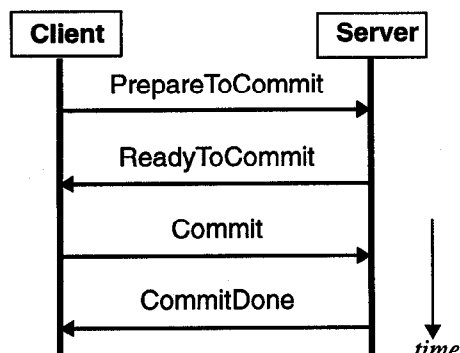 Client
Server
PrepareToCommit
ReadyToCommit
Commit
CommitDone
time